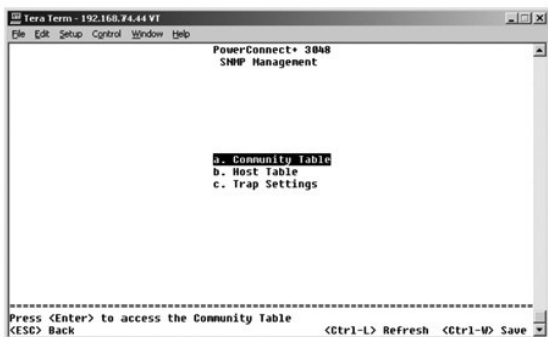 Tera Term - 192.168.74.44 VT
File Edit Setup Control Window Help
PowerConnect+ 3048
SNMP Management
a. Community Table
b. Host Table
c. Trap Settings
Press <Enter> to access the Community Table
<ESC> Back <Ctrl-L> Refresh <Ctrl-W> Save